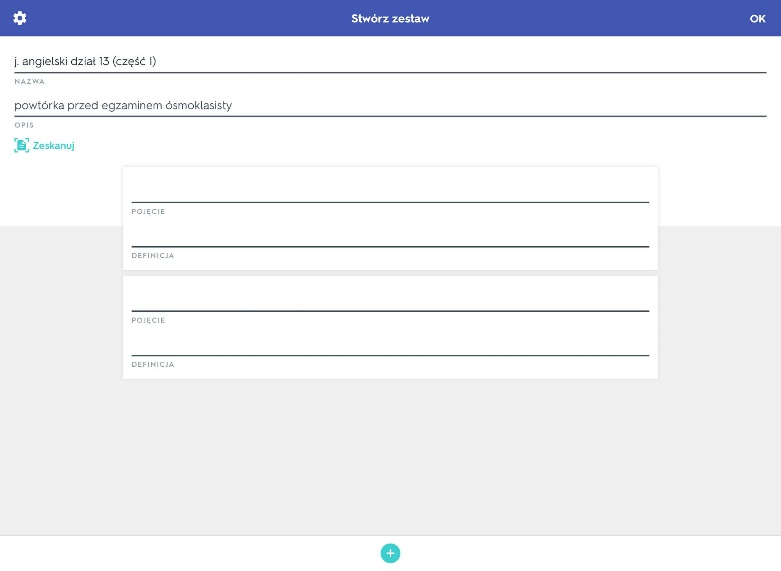 Stwórz zestaw
OK
j. angielski dział 13 (część I)
NAZWA
powtórka przed egzaminem ósmoklasisty
OPIS
Zeskanuj
POJĘCIE
DEFINICJA
POJĘCIE
DEFINICJA